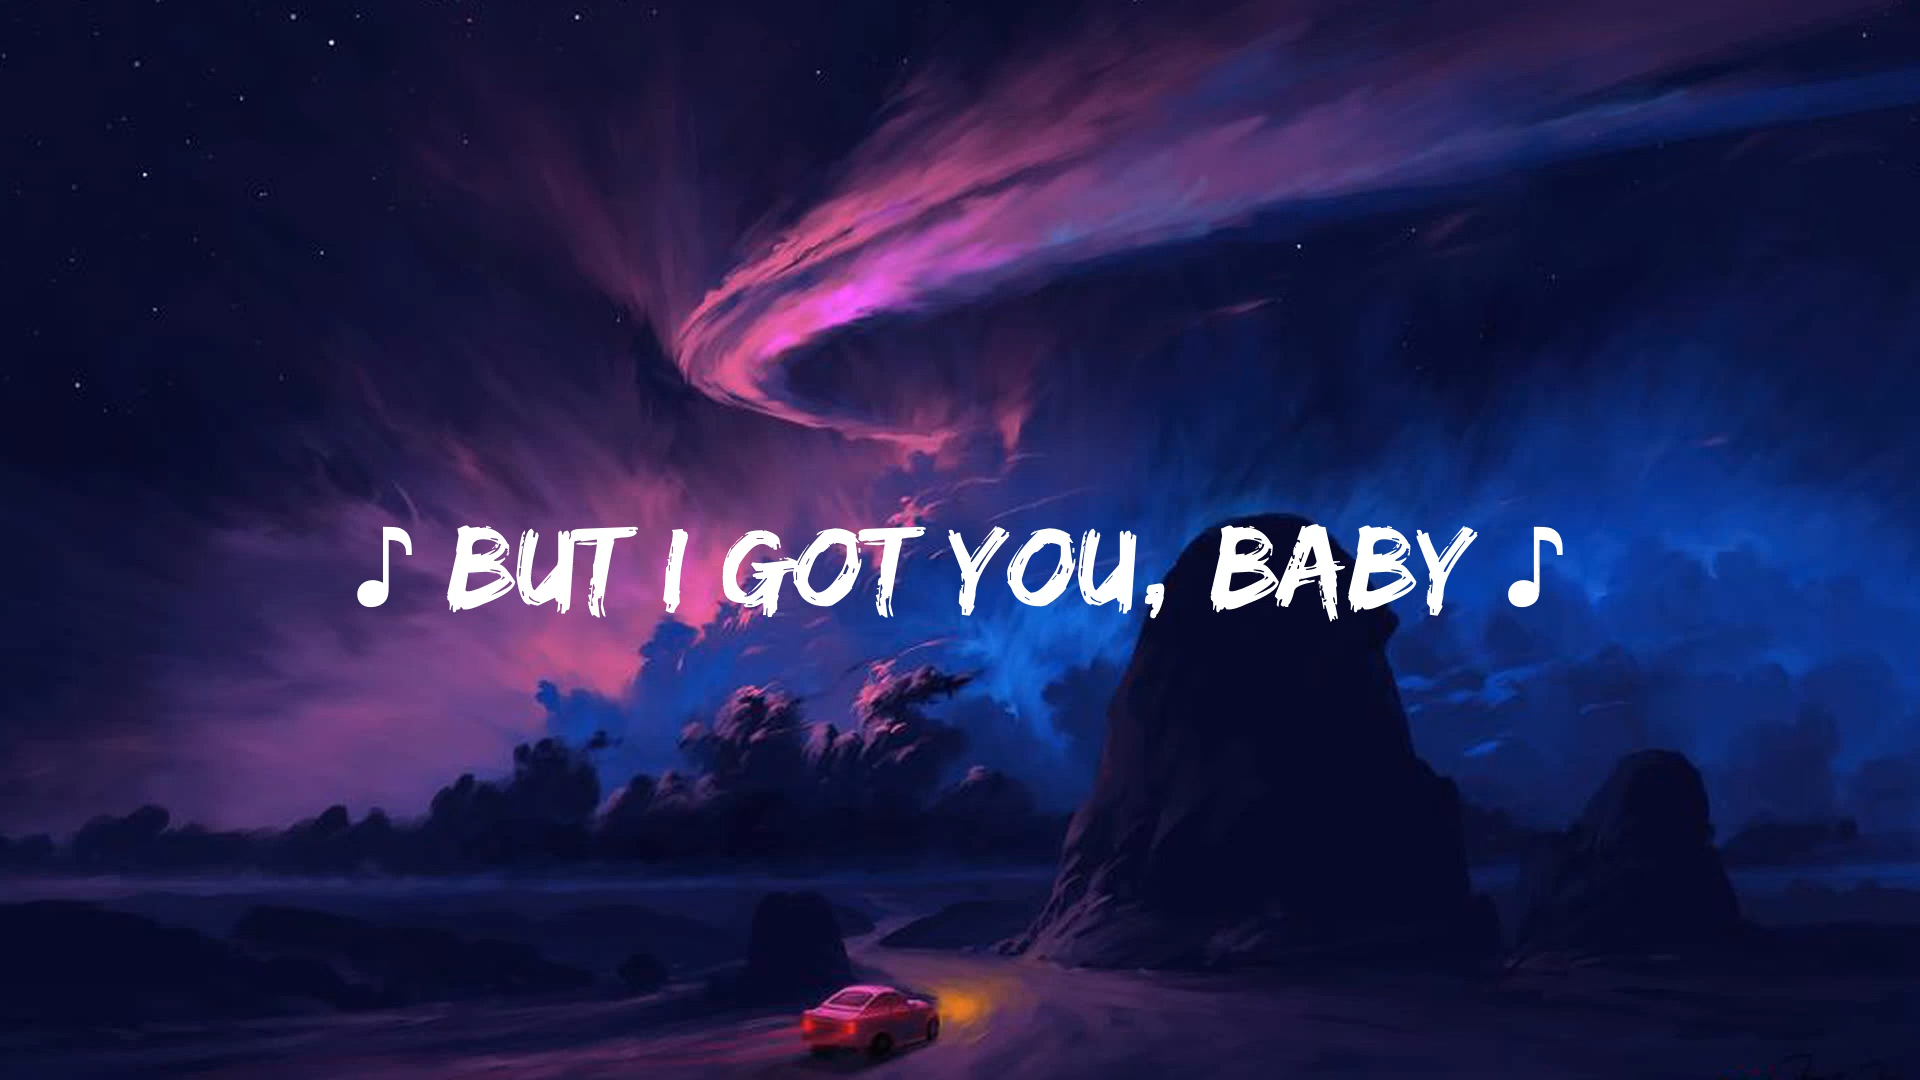 ♪ BUT I GOT YOU, BABY ♪